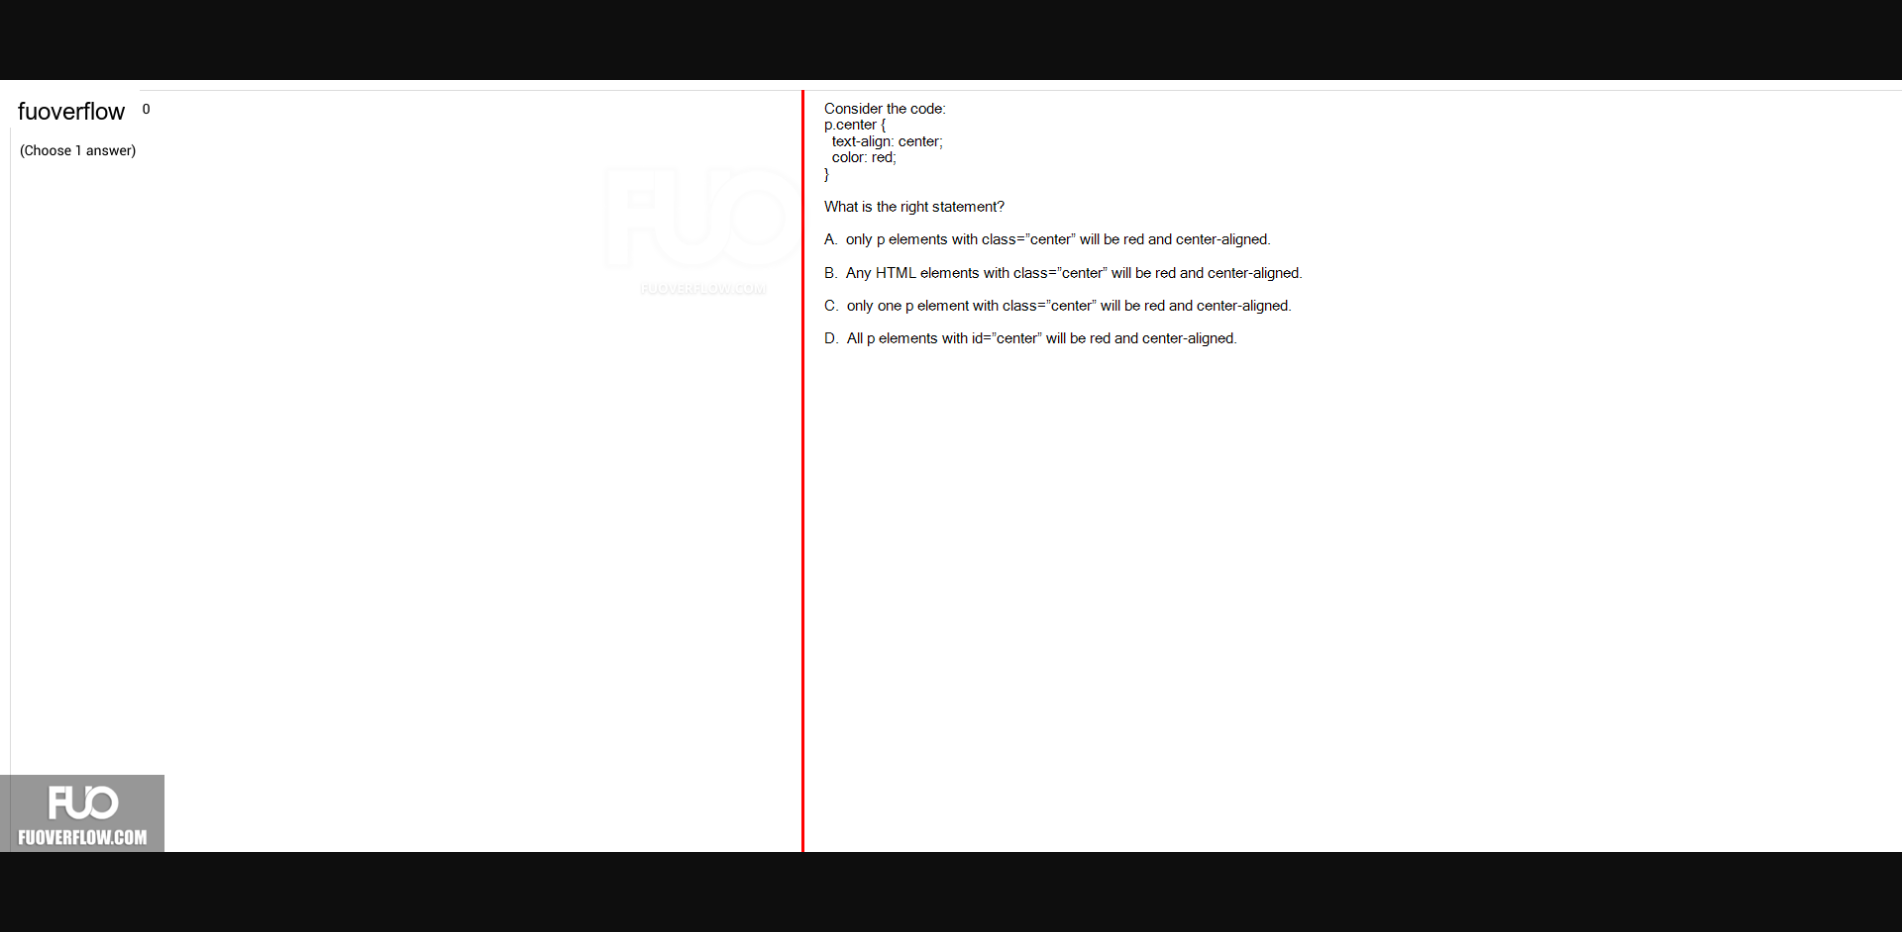 fuoverflow 0
(Choose 1 answer)
FUO
FUOVERFLOW.COM
Consider the code:
p.center {
text-align: center;
color: red;
}
What is the right statement?
A. only p elements with class=”center” will be red and center-aligned.
B. Any HTML elements with class=”center” will be red and center-aligned.
C. only one p element with class=”center” will be red and center-aligned.
D. All p elements with id=”center” will be red and center-aligned.
FUO
FUOVERFLOW.COM